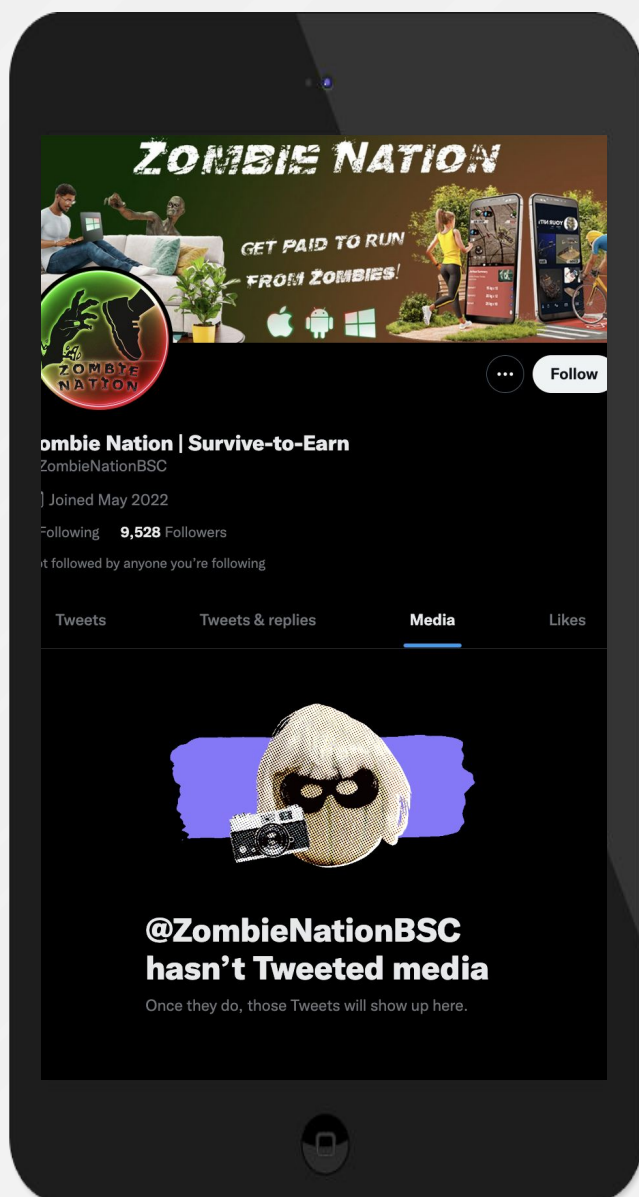 ZOMBIE NATION
GET PAID TO RUN
FROM ZOMBIES!
ZOMBIE
NATION
Follow
ombie Nation | Survive-to-Earn
ZombieNationBSC
Joined May 2022
Following 9,528 Followers
t followed by anyone you're following
Tweets Tweets & replies Media Likes
@ZombieNationBSC
hasn't Tweeted media
Once they do, those Tweets will show up here.